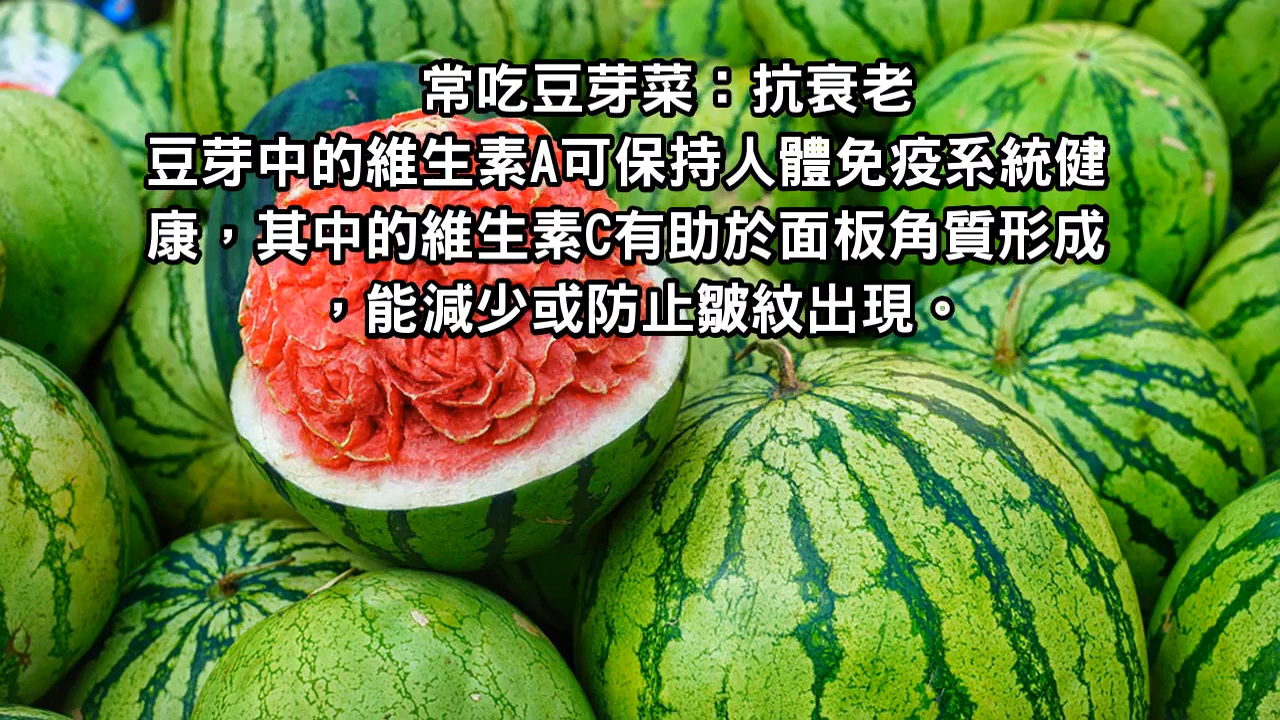 常吃豆芽菜：抗衰老
豆芽中的維生素A可保持人體免疫系統健
康，其中的維生素C有助於面板角質形成
，能減少或防止皺紋出現。